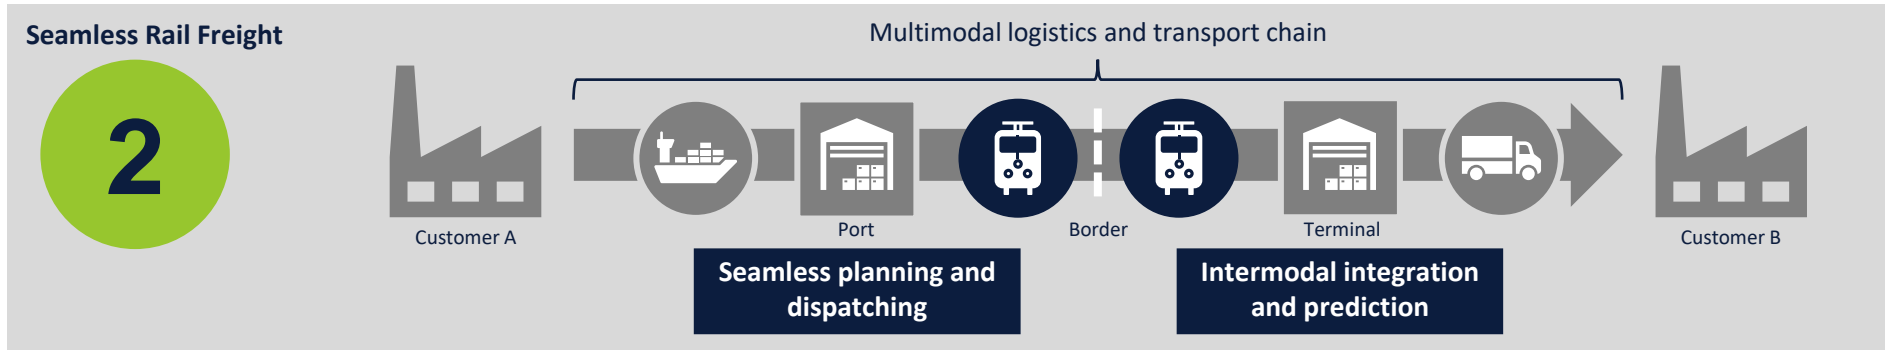 Seamless Rail Freight
2
Multimodal logistics and transport chain
Customer A
Port
Border
Terminal
Customer B
Seamless planning and
dispatching
Intermodal integration
and prediction